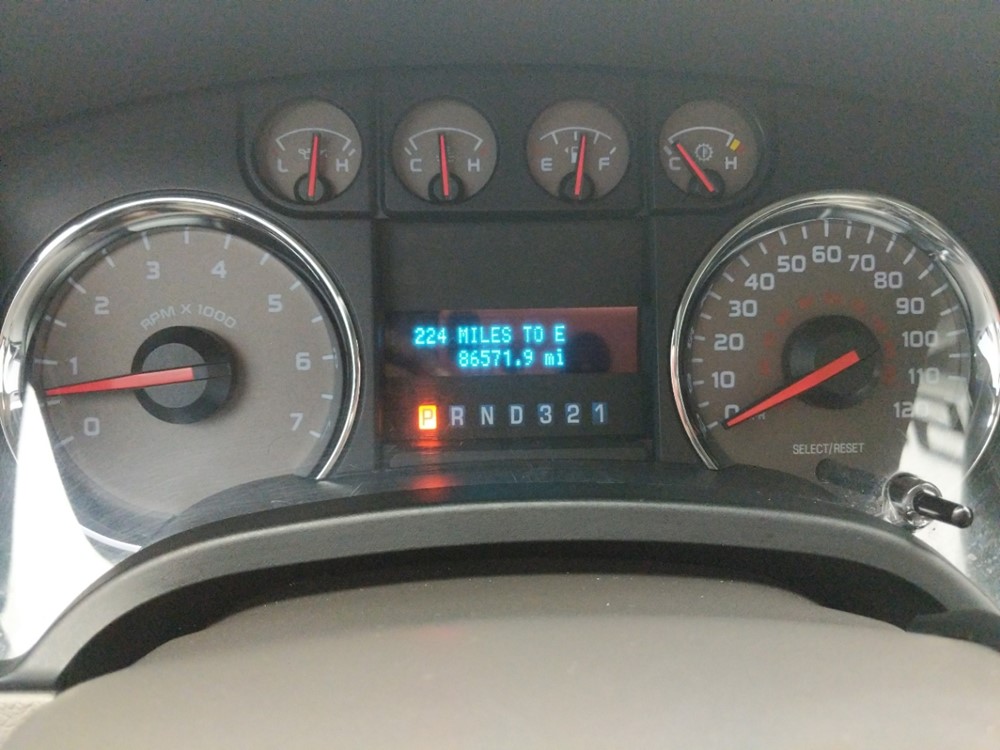 L H
C H
E F
C H
0 1 2 3 4 5 6 7
RPM X 1000
224 MILES TO E
86571.9 mi
P R N D 3 2 1
0 10 20 30 40 50 60 70 80 90 100 110 120
SELECT/RESET